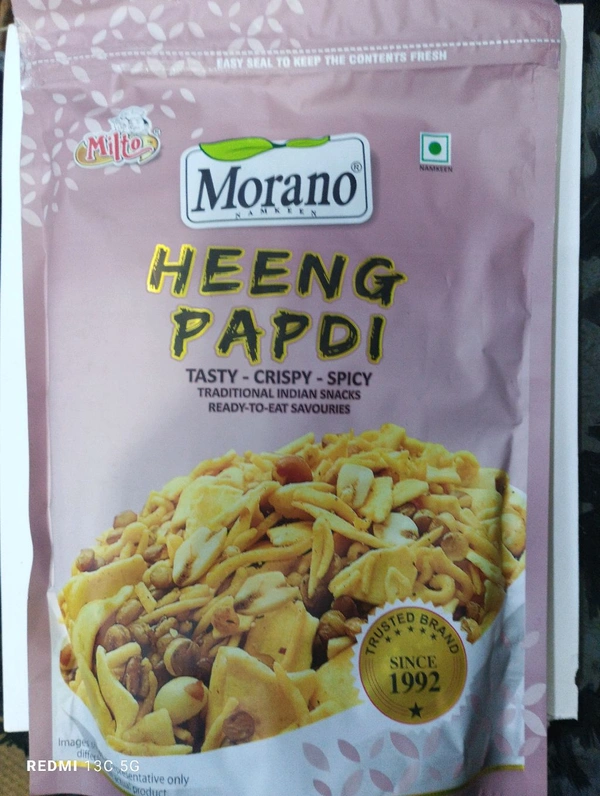 EASY SEAL TO KEEP THE CONTENTS FRESH
Milto
Morano®
NAMKEEN
NAMKEEN
HEENG
PAPDI
TASTY - CRISPY - SPICY
TRADITIONAL INDIAN SNACKS
READY-TO-EAT SAVOURIES
TRUSTED BRAND
SINCE
1992
Images
REDMI 13C 5G
representative only
product